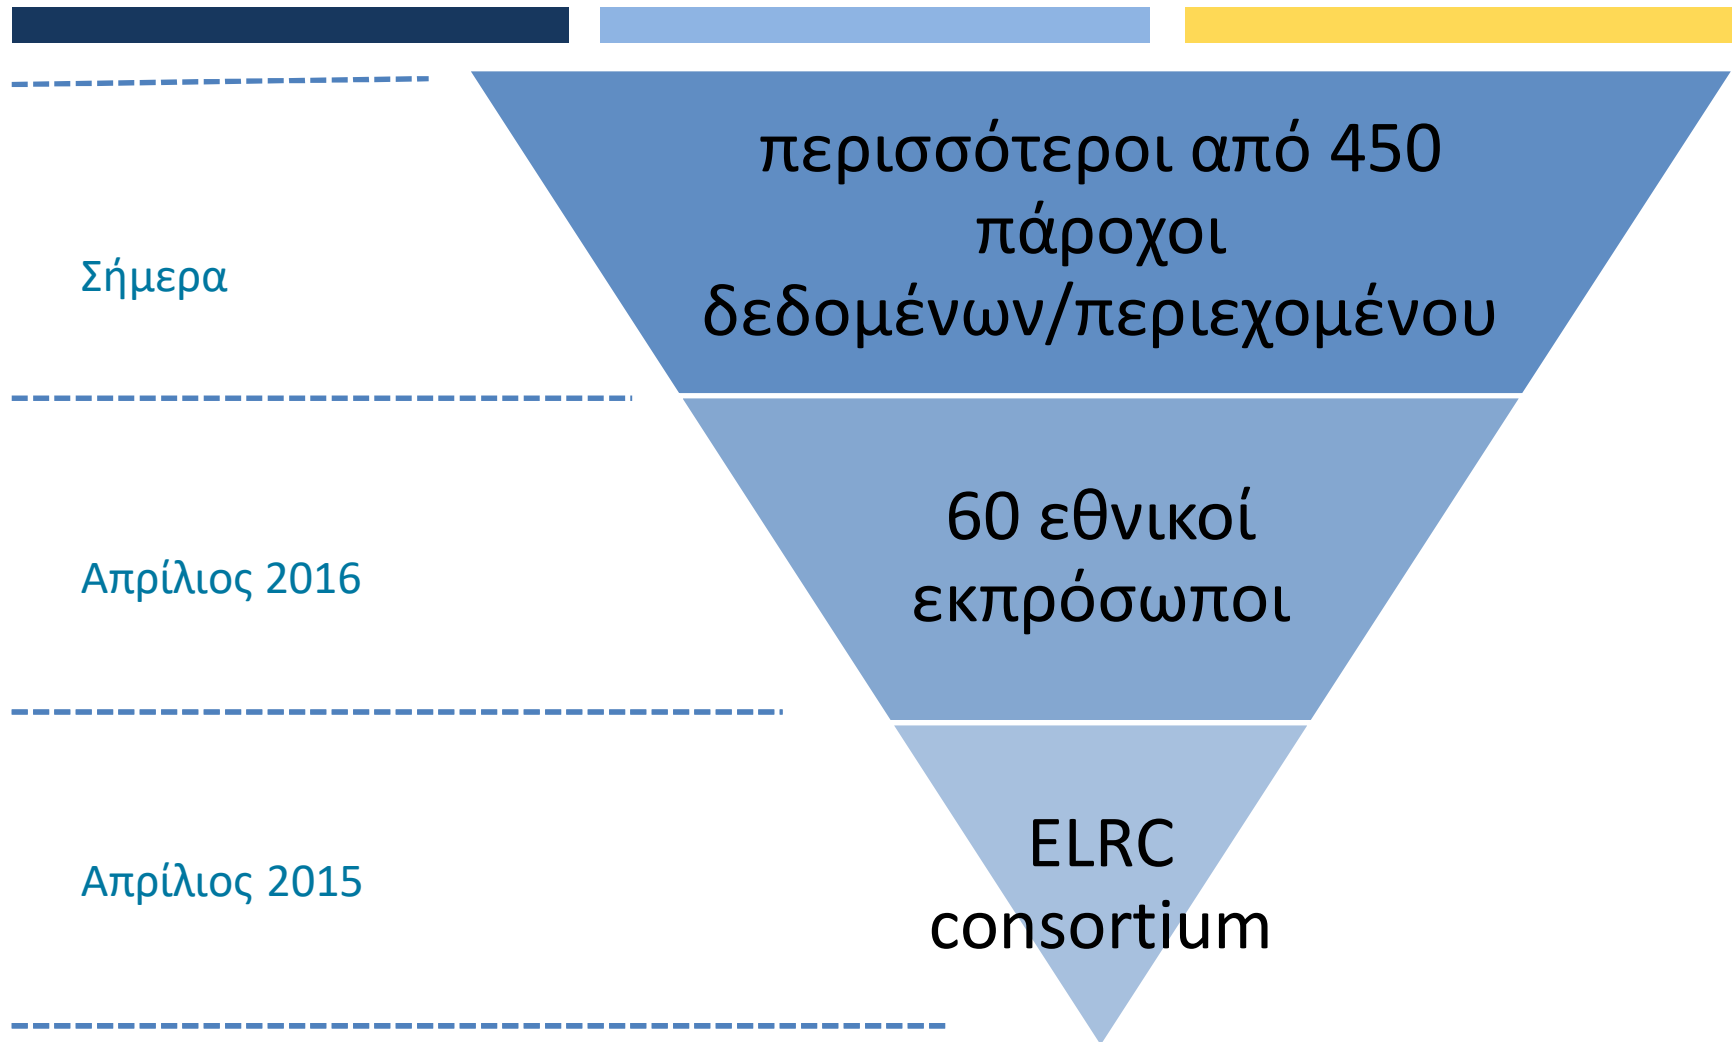 Σήμερα
περισσότεροι από 450
πάροχοι
δεδομένων/περιεχομένου
Απρίλιος 2016
60 εθνικοί
εκπρόσωποι
Απρίλιος 2015
ELRC
consortium